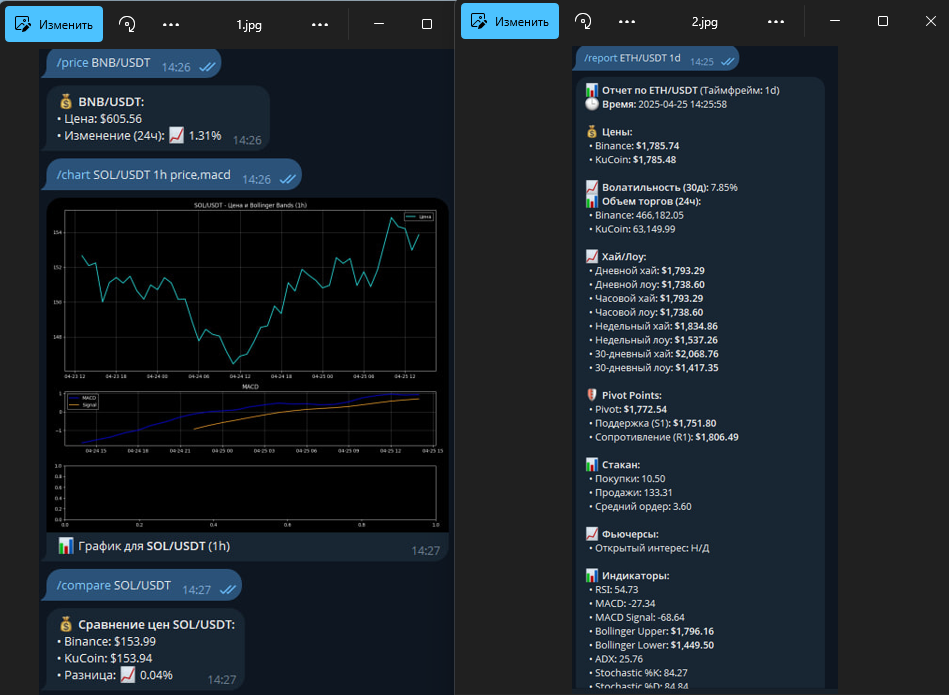 Изменить
1.jpg
/price BNB/USDT 14:26
BNB/USDT:
• Цена: $605.56
• Изменение (24ч): 1.31%
14:26
/chart SOL/USDT 1h price,macd 14:26
SOL/USDT - Цена и Bollinger Bands (1h)
Цена
154
152
150
148
04-23 12 04-23 18 04-24 00 04-24 06 04-24 12 04-24 18 04-25 00 04-25 06 04-25 12
MACD
MACD
Signal
1
0
−1
04-24 15 04-24 18 04-24 21 04-25 00 04-25 03 04-25 06 04-25 09 04-25 12 04-25 15
1.0
0.8
0.6
0.4
0.2
0.0
0.0 0.2 0.4 0.6 0.8 1.0
График для SOL/USDT (1h)
14:27
/compare SOL/USDT 14:27
Сравнение цен SOL/USDT:
• Binance: $153.99
• KuCoin: $153.94
• Разница: 0.04%
14:27
Изменить
2.jpg
/report ETH/USDT 1d 14:25
Отчет по ETH/USDT (Таймфрейм: 1d)
Время: 2025-04-25 14:25:58
Цены:
• Binance: $1,785.74
• KuCoin: $1,785.48
Волатильность (30д): 7.85%
Объем торгов (24ч):
• Binance: 466,182.05
• KuCoin: 63,149.99
Хай/Лоу:
• Дневной хай: $1,793.29
• Дневной лоу: $1,738.60
• Часовой хай: $1,793.29
• Часовой лоу: $1,738.60
• Недельный хай: $1,834.86
• Недельный лоу: $1,537.26
• 30-дневный хай: $2,068.76
• 30-дневный лоу: $1,417.35
Pivot Points:
• Pivot: $1,772.54
• Поддержка (S1): $1,751.80
• Сопротивление (R1): $1,806.49
Стакан:
• Покупки: 10.50
• Продажи: 133.31
• Средний ордер: 3.60
Фьючерсы:
• Открытый интерес: Н/Д
Индикаторы:
• RSI: 54.73
• MACD: -27.34
• MACD Signal: -68.64
• Bollinger Upper: $1,796.16
• Bollinger Lower: $1,449.50
• ADX: 25.76
• Stochastic %K: 84.27
• Stochastic %D: 84.84